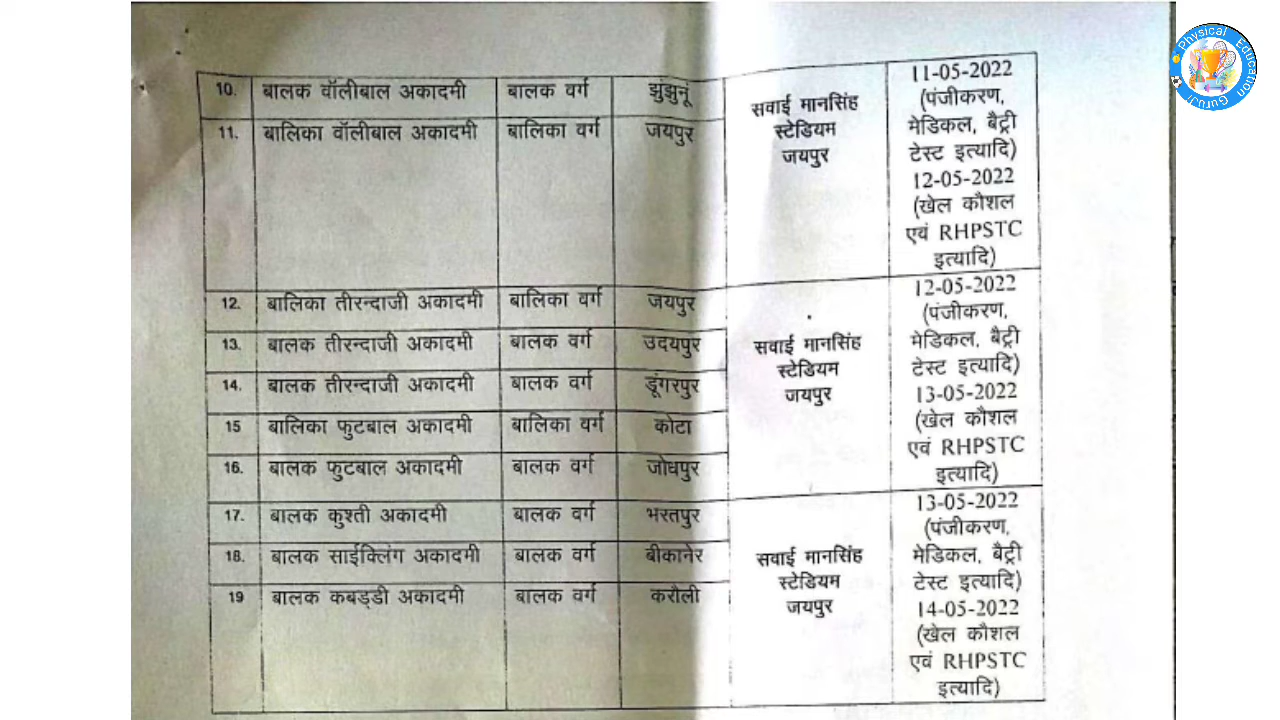 10. बालक वॉलीबाल अकादमी बालक वर्ग झुंझुनूं
11. बालिका वॉलीबाल अकादमी बालिका वर्ग जयपुर
सवाई मानसिंह
स्टेडियम
जयपुर
11-05-2022
(पंजीकरण,
मेडिकल, बैट्री
टेस्ट इत्यादि)
12-05-2022
(खेल कौशल
एवं RHPSTC
इत्यादि)
12. बालिका तीरन्दाजी अकादमी बालिका वर्ग जयपुर
13. बालक तीरन्दाजी अकादमी बालक वर्ग उदयपुर
14. बालक तीरन्दाजी अकादमी बालक वर्ग डूंगरपुर
15 बालिका फुटबाल अकादमी बालिका वर्ग कोटा
16. बालक फुटबाल अकादमी बालक वर्ग जोधपुर
सवाई मानसिंह
स्टेडियम
जयपुर
12-05-2022
(पंजीकरण,
मेडिकल, बैट्री
टेस्ट इत्यादि)
13-05-2022
(खेल कौशल
एवं RHPSTC
इत्यादि)
17. बालक कुश्ती अकादमी बालक वर्ग भरतपुर
18. बालक साईक्लिंग अकादमी बालक वर्ग बीकानेर
19 बालक कबड्डी अकादमी बालक वर्ग करौली
सवाई मानसिंह
स्टेडियम
जयपुर
13-05-2022
(पंजीकरण,
मेडिकल, बैट्री
टेस्ट इत्यादि)
14-05-2022
(खेल कौशल
एवं RHPSTC
इत्यादि)
Physical Education Guruji